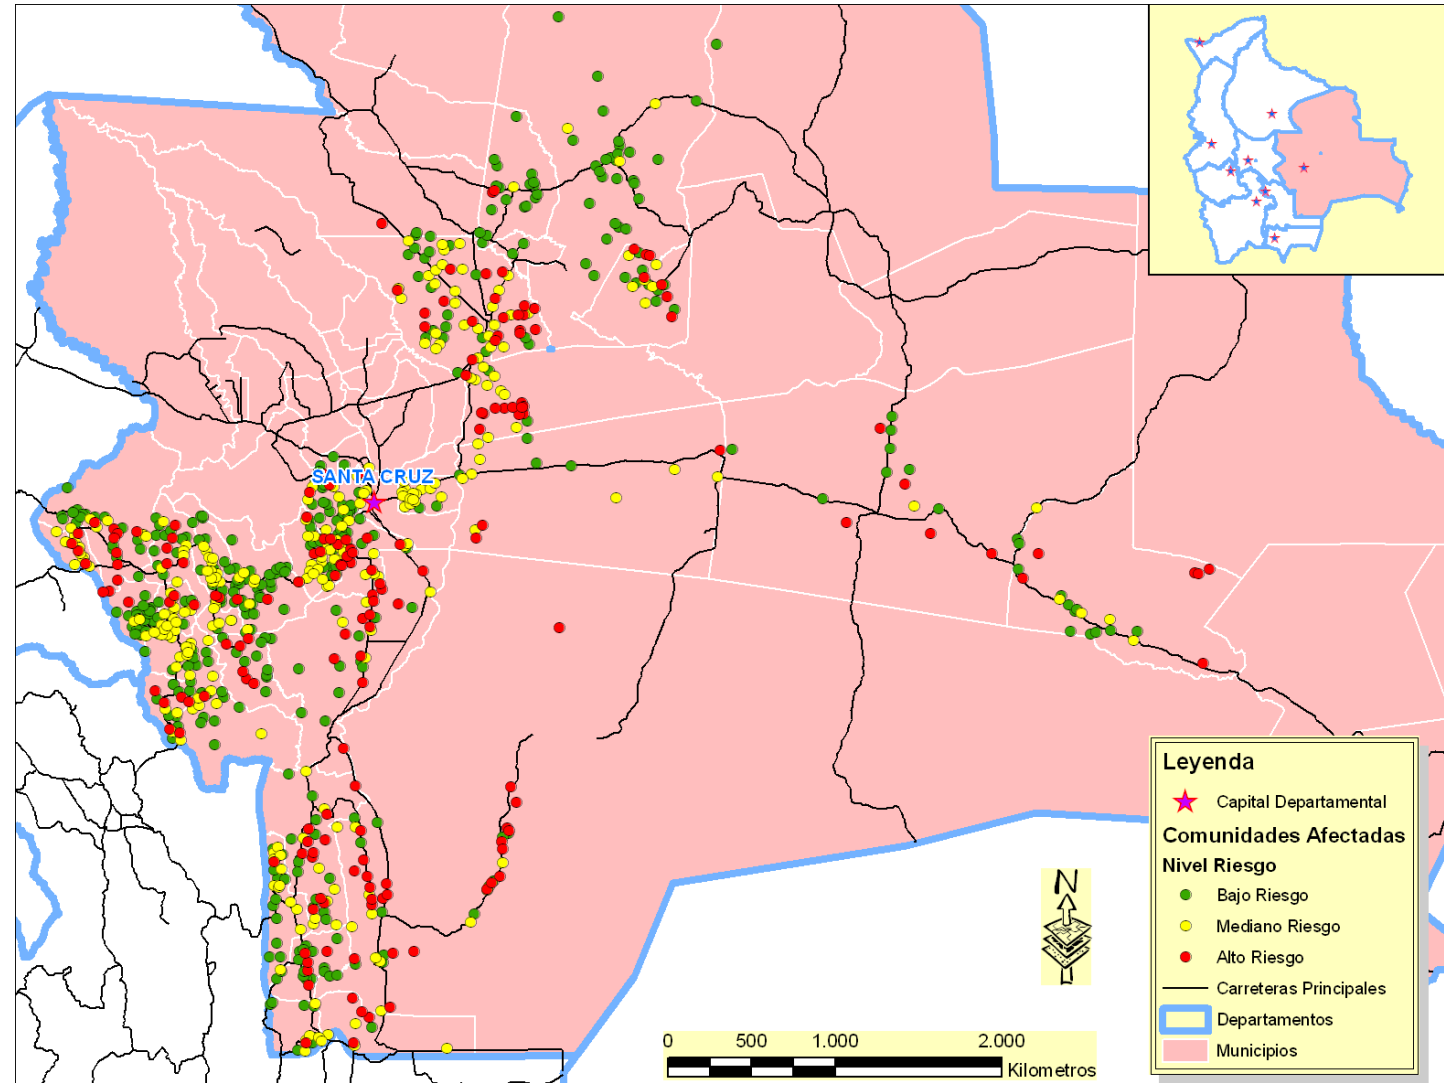 SANTA CRUZ
Leyenda
Capital Departamental
Comunidades Afectadas
Nivel Riesgo
Bajo Riesgo
Mediano Riesgo
Alto Riesgo
Carreteras Principales
Departamentos
Municipios
N
0 500 1.000 2.000
Kilometros